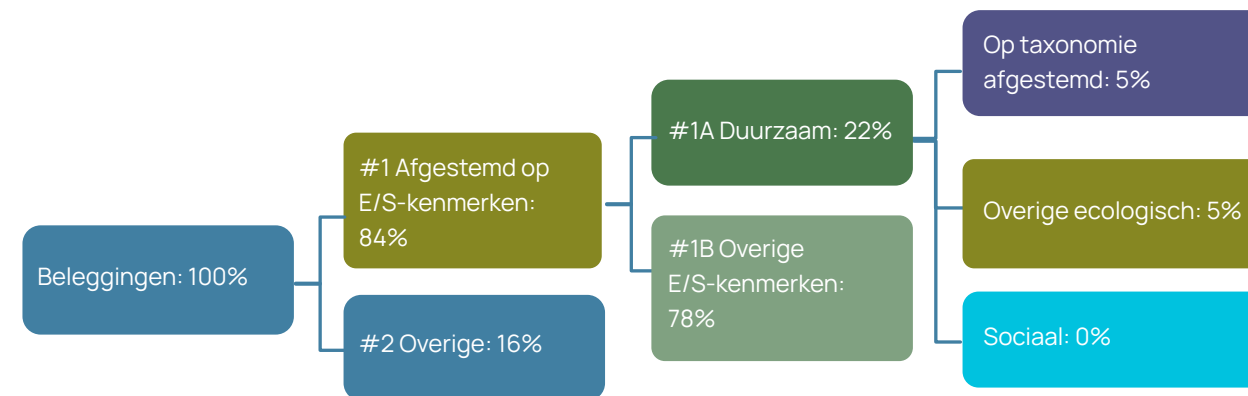 Beleggingen: 100%
#1 Afgestemd op
E/S-kenmerken:
84%
#2 Overige: 16%
#1A Duurzaam: 22%
#1B Overige
E/S-kenmerken:
78%
Op taxonomie
afgestemd: 5%
Overige ecologisch: 5%
Sociaal: 0%